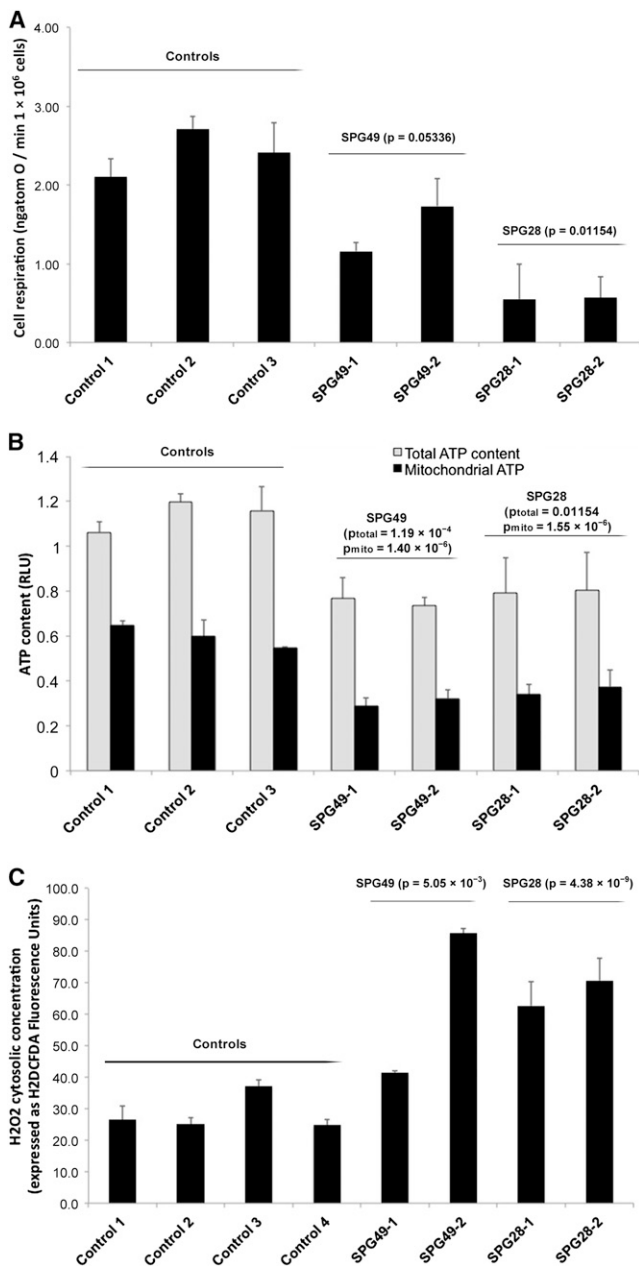 A
Cell respiration (ngatom O / min 1 × 10⁶ cells)
4.00
3.00
2.00
1.00
0.00
Controls
SPG49 (p = 0.05336)
SPG28 (p = 0.01154)
Control 1
Control 2
Control 3
SPG49-1
SPG49-2
SPG28-1
SPG28-2
B
ATP content (RLU)
1.4
1.2
1
0.8
0.6
0.4
0.2
0
Controls
Total ATP content
Mitochondrial ATP
SPG49
(ptotal = 1.19 × 10⁻⁴
pmito = 1.40 × 10⁻⁶)
SPG28
(ptotal = 0.01154
pmito = 1.55 × 10⁻⁶)
Control 1
Control 2
Control 3
SPG49-1
SPG49-2
SPG28-1
SPG28-2
C
H2O2 cytosolic concentration
(expressed as H2DCFDA Fluorescence Units)
100.0
90.0
80.0
70.0
60.0
50.0
40.0
30.0
20.0
10.0
0.0
Controls
SPG49 (p = 5.05 × 10⁻³)
SPG28 (p = 4.38 × 10⁻⁹)
Control 1
Control 2
Control 3
Control 4
SPG49-1
SPG49-2
SPG28-1
SPG28-2